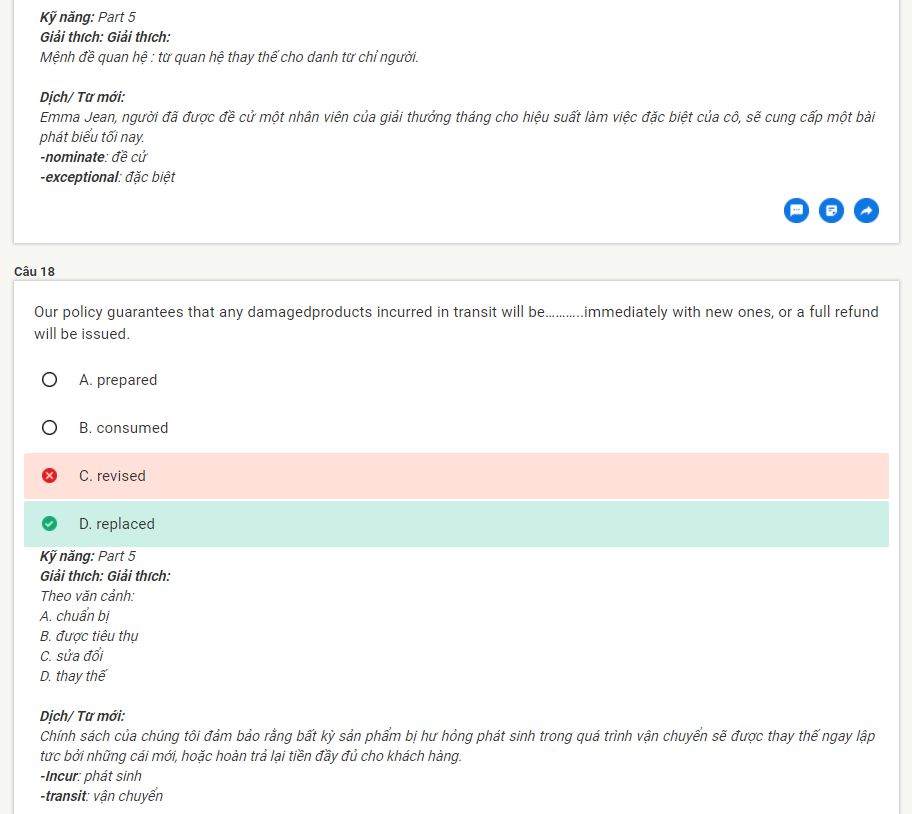 Kỹ năng: Part 5
Giải thích: Giải thích:
Mệnh đề quan hệ : từ quan hệ thay thế cho danh từ chỉ người.
Dịch/ Từ mới:
Emma Jean, người đã được đề cử một nhân viên của giải thưởng tháng cho hiệu suất làm việc đặc biệt của cô, sẽ cung cấp một bài
phát biểu tối nay.
-nominate: đề cử
-exceptional: đặc biệt
Câu 18
Our policy guarantees that any damagedproducts incurred in transit will be...........immediately with new ones, or a full refund
will be issued.
A. prepared
B. consumed
C. revised
D. replaced
Kỹ năng: Part 5
Giải thích: Giải thích:
Theo văn cảnh:
A. chuẩn bị
B. được tiêu thụ
C. sửa đổi
D. thay thế
Dịch/ Từ mới:
Chính sách của chúng tôi đảm bảo rằng bất kỳ sản phẩm bị hư hỏng phát sinh trong quá trình vận chuyển sẽ được thay thế ngay lập
tức bởi những cái mới, hoặc hoàn trả lại tiền đầy đủ cho khách hàng.
-Incur: phát sinh
-transit: vận chuyển